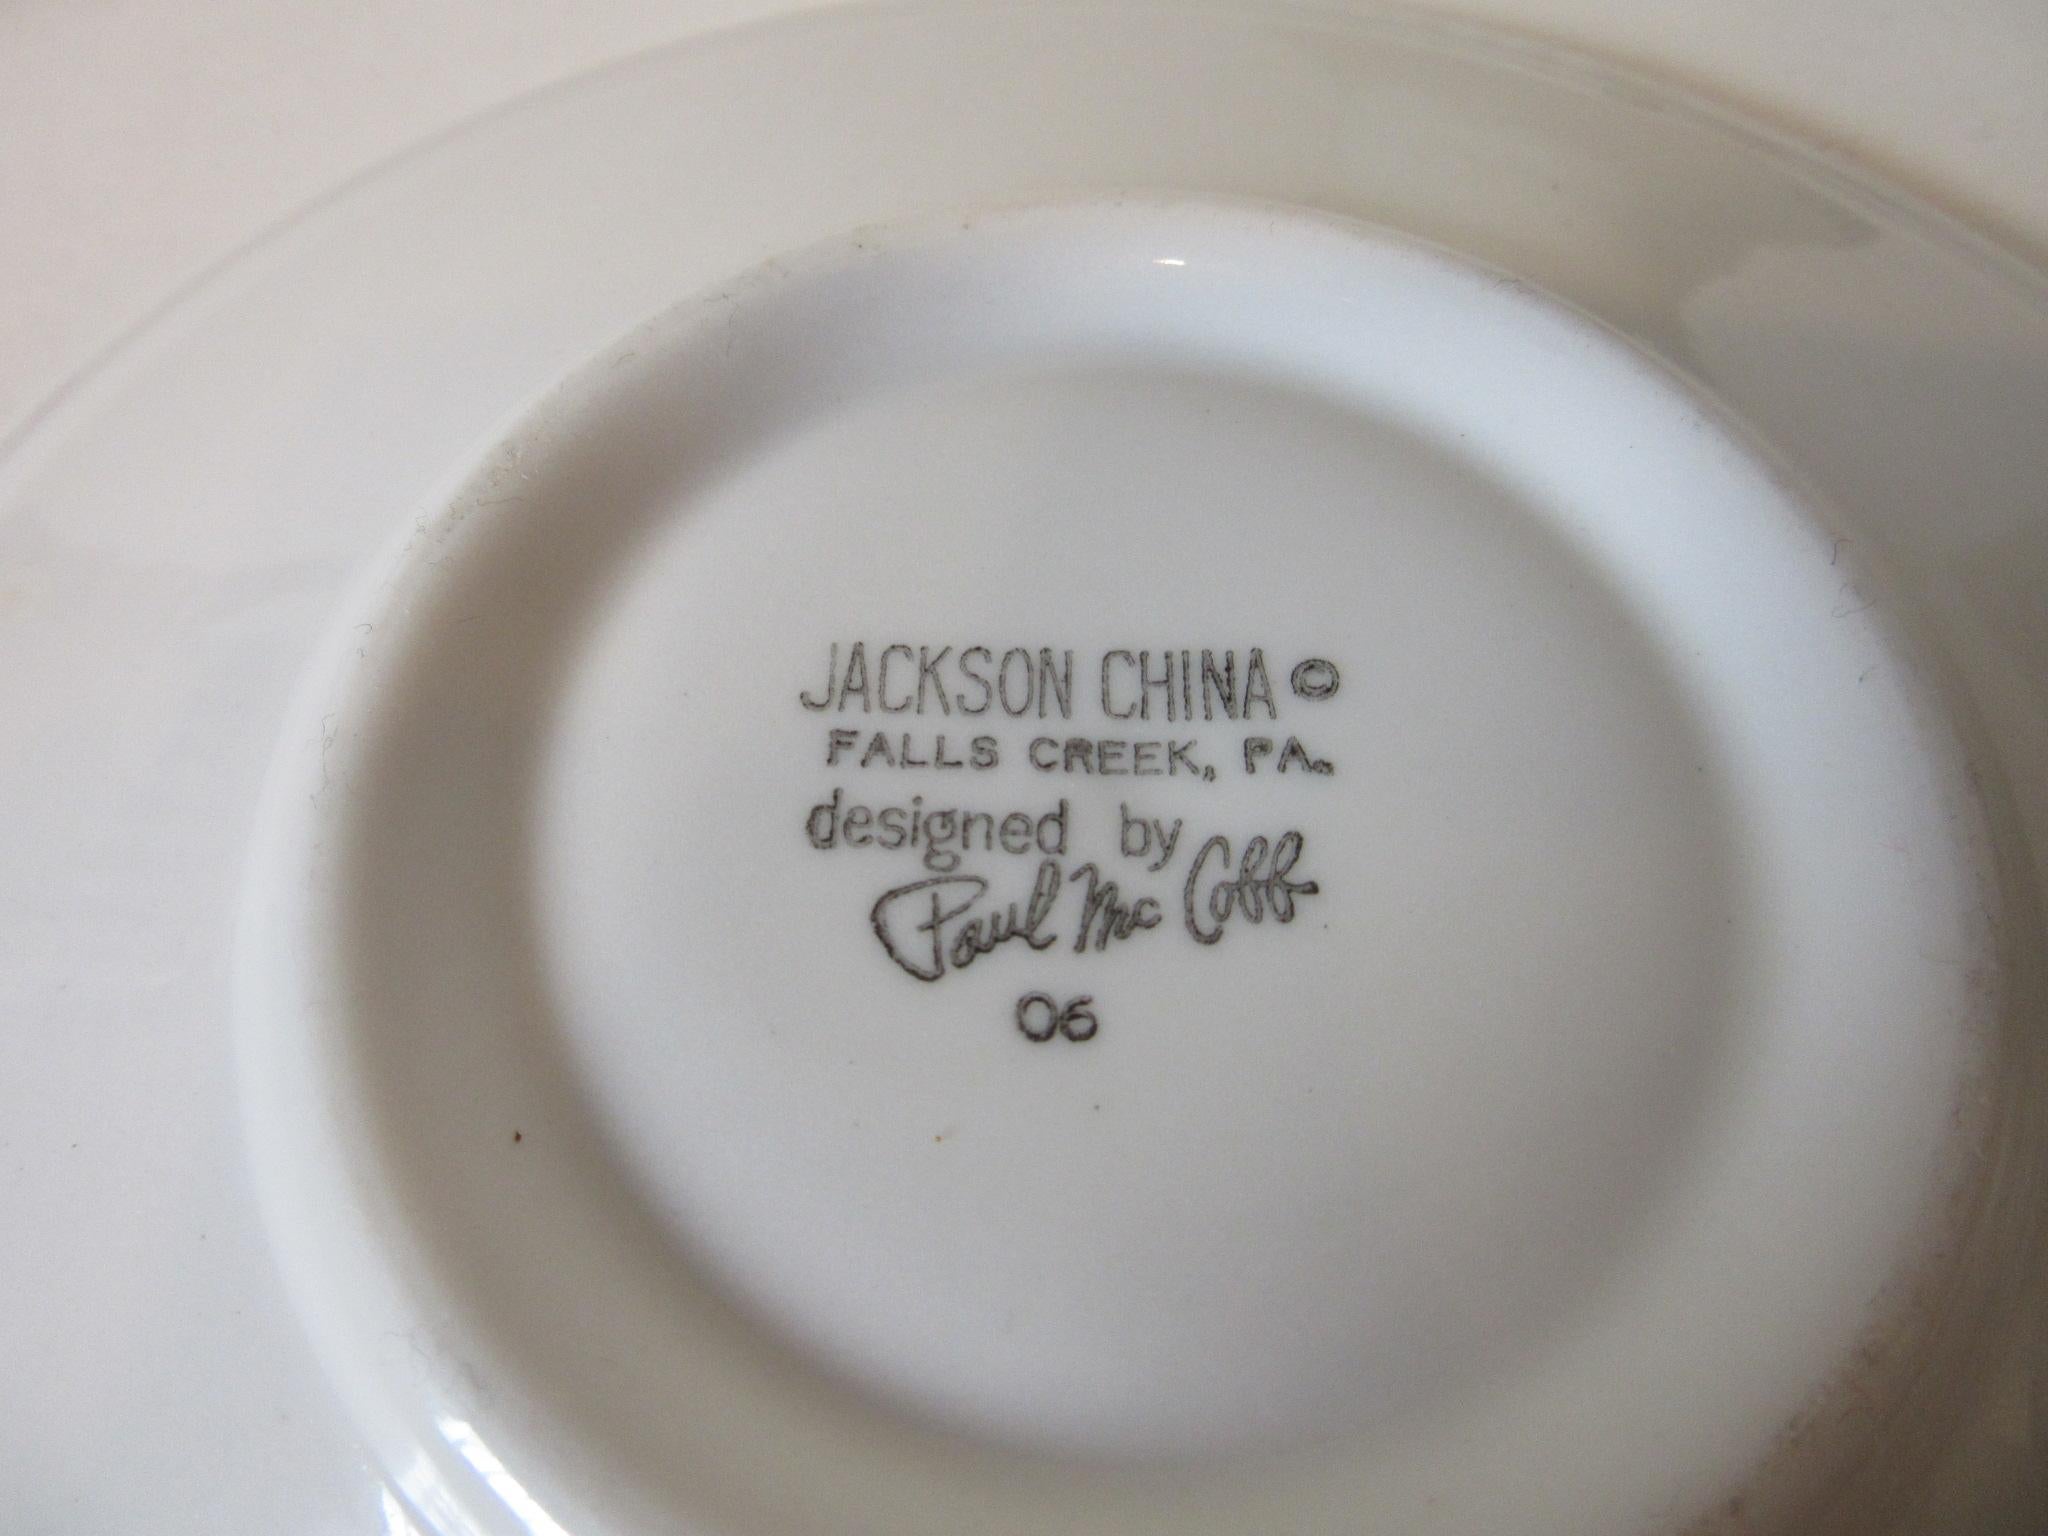 JACKSON CHINA ©
FALLS CREEK, PA.
designed by
Paul McCobb
06